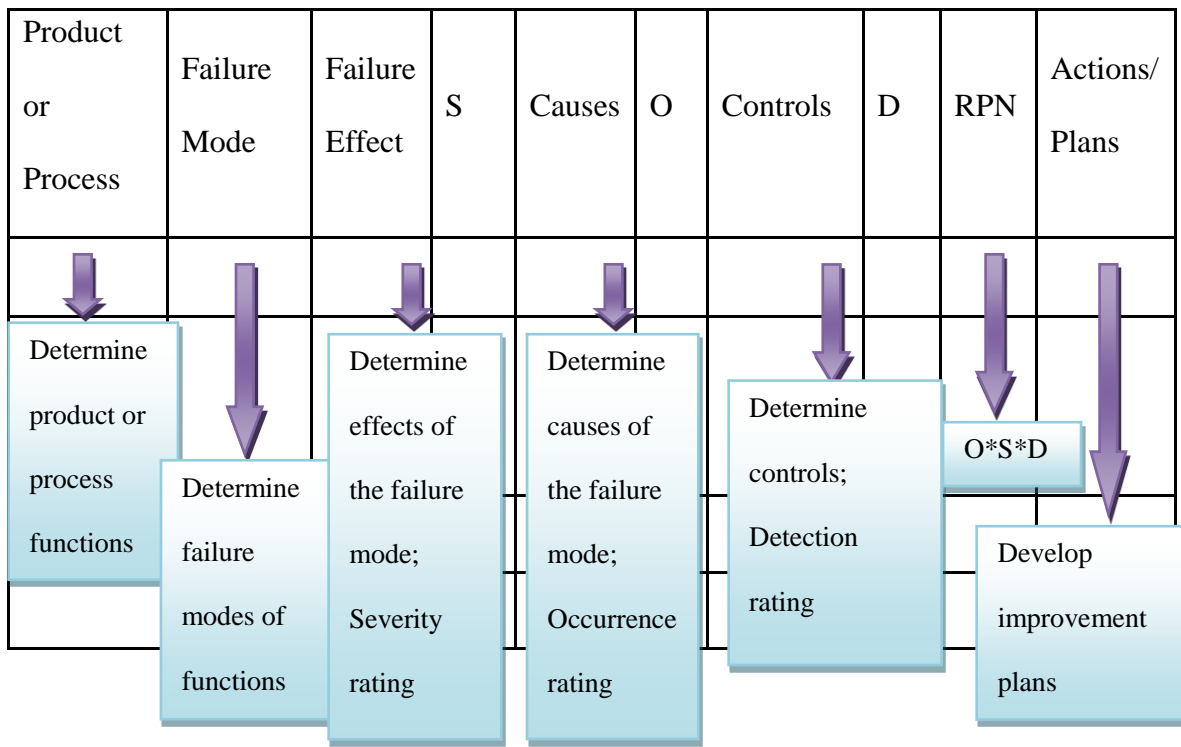 Product
or
Process
Failure
Mode
Failure
Effect
S
Causes
O
Controls
D
RPN
Actions/
Plans
Determine
product or
process
functions
Determine
failure
modes of
functions
Determine
effects of
the failure
mode;
Severity
rating
Determine
causes of
the failure
mode;
Occurrence
rating
Determine
controls;
Detection
rating
O*S*D
Develop
improvement
plans